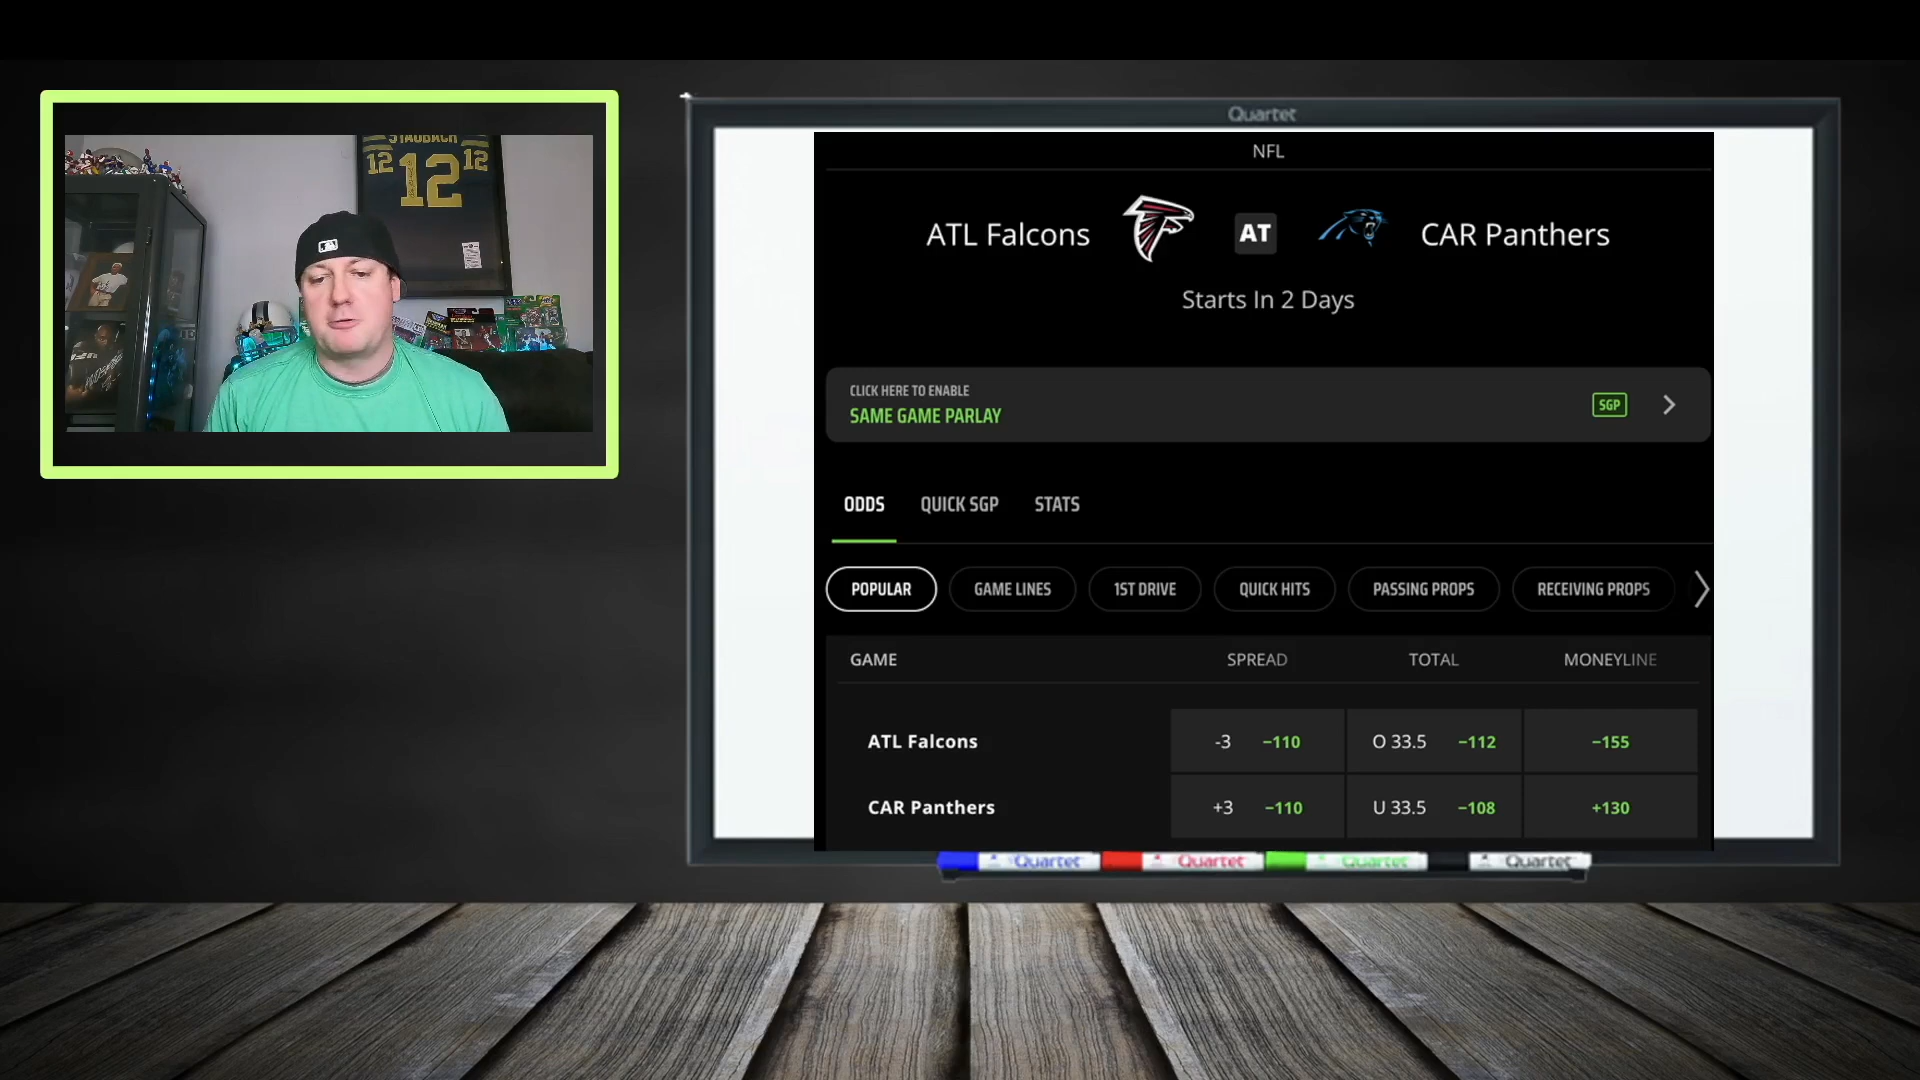 STAUBACH
12 12 12
Quartet
NFL
ATL Falcons AT CAR Panthers
Starts In 2 Days
CLICK HERE TO ENABLE
SAME GAME PARLAY SGP
ODDS QUICK SGP STATS
POPULAR GAME LINES 1ST DRIVE QUICK HITS PASSING PROPS RECEIVING PROPS
GAME SPREAD TOTAL MONEYLINE
ATL Falcons -3 −110 O 33.5 −112 −155
CAR Panthers +3 −110 U 33.5 −108 +130
Quartet Quartet Quartet Quartet